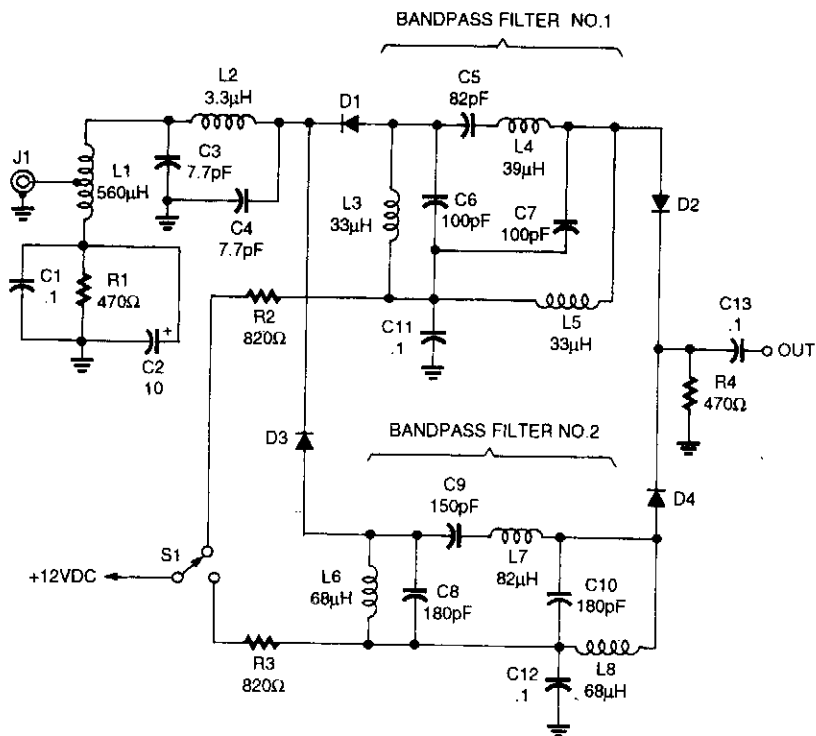 BANDPASS FILTER NO.1
L2
3.3µH
D1
C5
82pF
L4
39µH
J1
L1
560µH
C3
7.7pF
C4
7.7pF
L3
33µH
C6
100pF
C7
100pF
D2
C1
.1
R1
470Ω
+
C2
10
R2
820Ω
C11
.1
L5
33µH
C13
.1
OUT
R4
470Ω
D3
BANDPASS FILTER NO.2
C9
150pF
D4
L7
82µH
S1
+12VDC
L6
68µH
C8
180pF
C10
180pF
R3
820Ω
C12
.1
L8
68µH